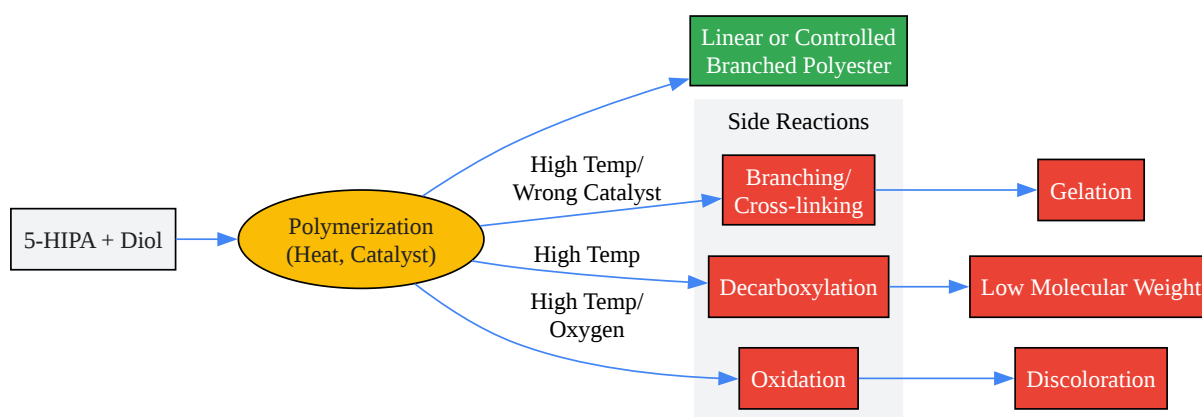 Linear or Controlled
Branched Polyester
Side Reactions
High Temp/
Wrong Catalyst
Branching/
Cross-linking
Gelation
5-HIPA + Diol
Polymerization
(Heat, Catalyst)
High Temp
Decarboxylation
Low Molecular Weight
High Temp/
Oxygen
Oxidation
Discoloration